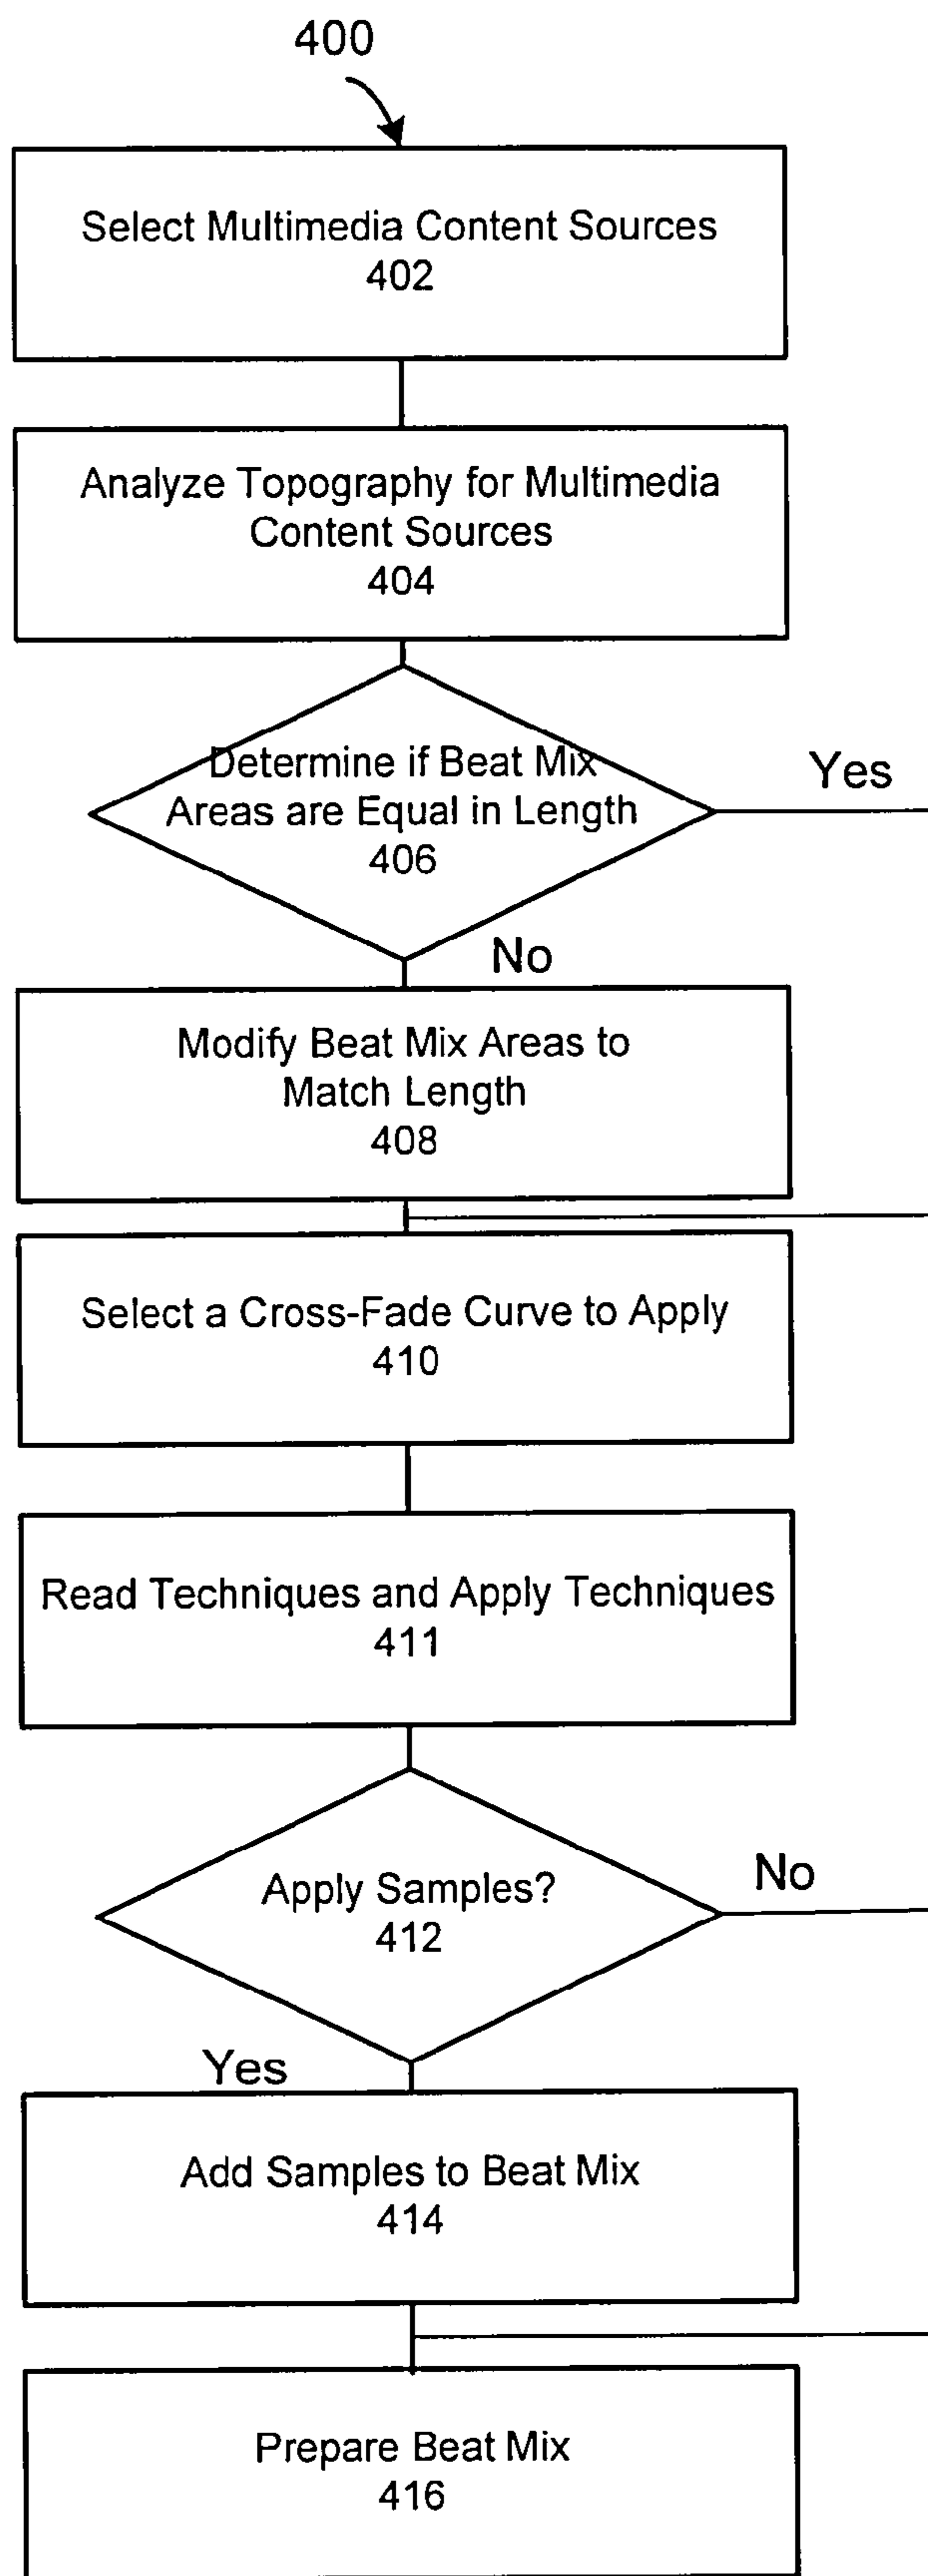 400
Select Multimedia Content Sources
402
Analyze Topography for Multimedia
Content Sources
404
Determine if Beat Mix
Areas are Equal in Length
406
Yes
No
Modify Beat Mix Areas to
Match Length
408
Select a Cross-Fade Curve to Apply
410
Read Techniques and Apply Techniques
411
Apply Samples?
412
No
Yes
Add Samples to Beat Mix
414
Prepare Beat Mix
416